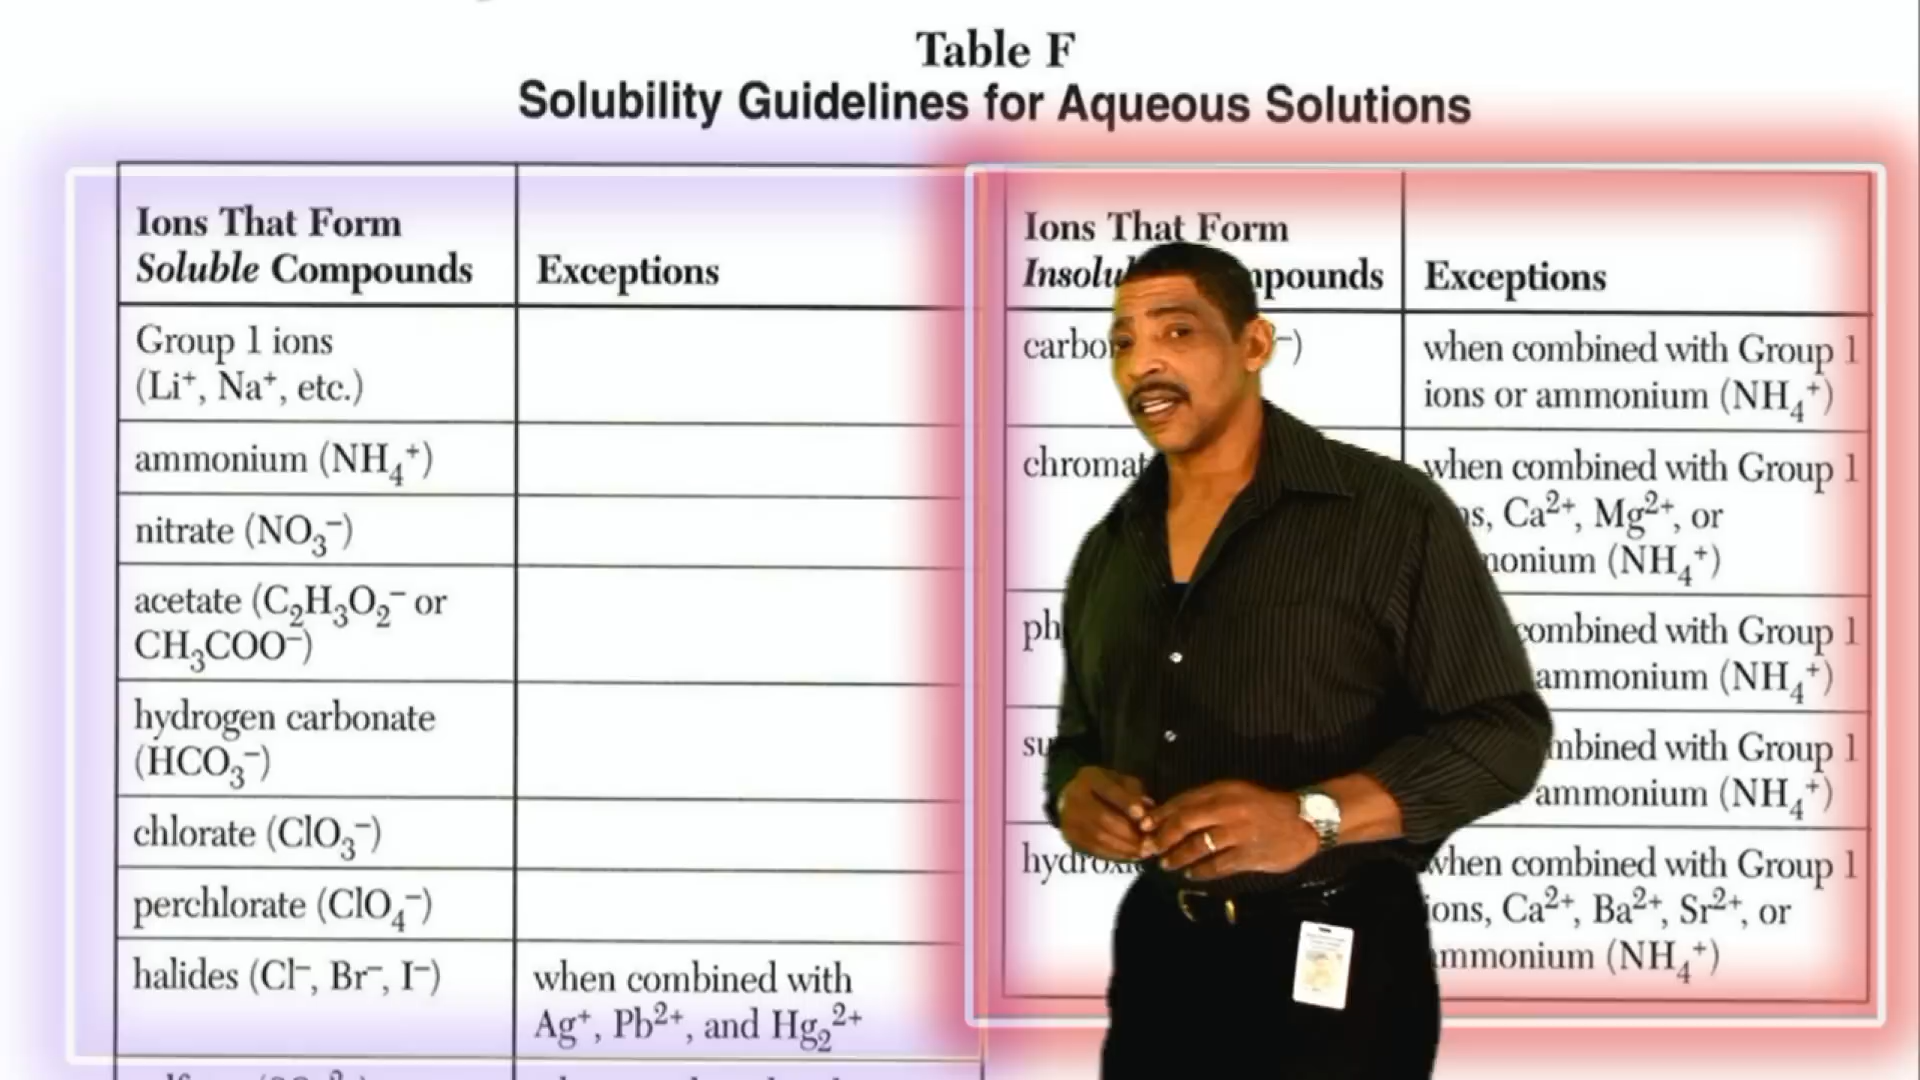 Table F
Solubility Guidelines for Aqueous Solutions
Ions That Form
Soluble Compounds
Exceptions
Group 1 ions
(Li⁺, Na⁺, etc.)
ammonium (NH₄⁺)
nitrate (NO₃⁻)
acetate (C₂H₃O₂⁻ or
CH₃COO⁻)
hydrogen carbonate
(HCO₃⁻)
chlorate (ClO₃⁻)
perchlorate (ClO₄⁻)
halides (Cl⁻, Br⁻, I⁻)
when combined with
Ag⁺, Pb²⁺, and Hg₂²⁺
Ions That Form
Exceptions
when combined with Group 1
ions or ammonium (NH₄⁺)
when combined with Group 1
Ca²⁺, Mg²⁺, or
(NH₄⁺)
combined with Group 1
ammonium (NH₄⁺)
with Group 1
ammonium (NH₄⁺)
when combined with Group 1
ions, Ca²⁺, Ba²⁺, Sr²⁺, or
ammonium (NH₄⁺)